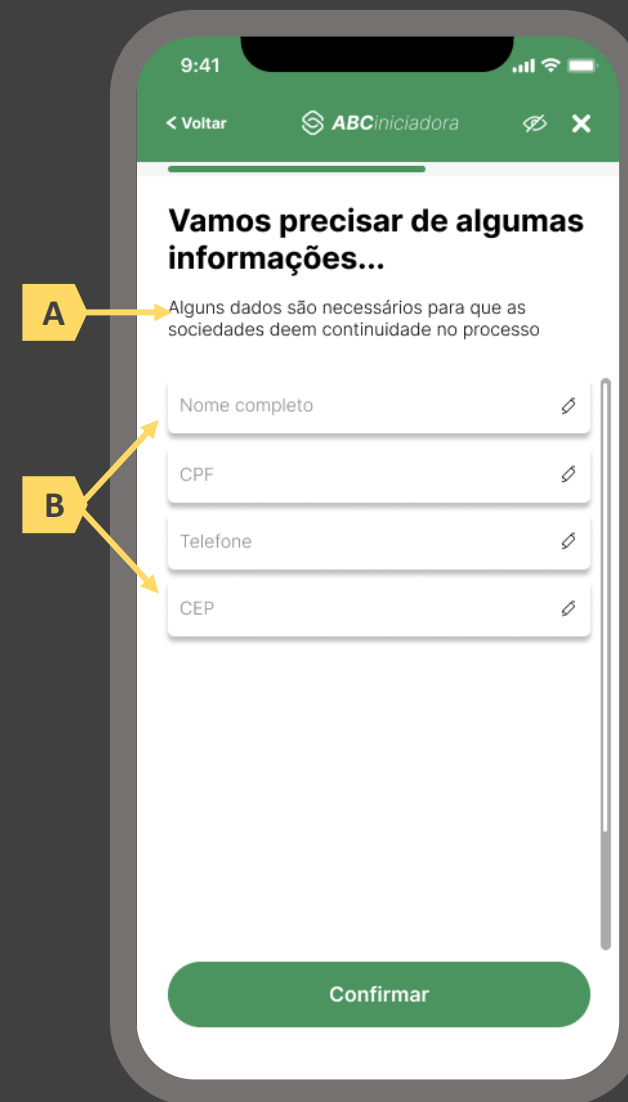 9:41
< Voltar ABCiniciadora
Vamos precisar de algumas
informações...
A
Alguns dados são necessários para que as
sociedades deem continuidade no processo
Nome completo
CPF
B
Telefone
CEP
Confirmar